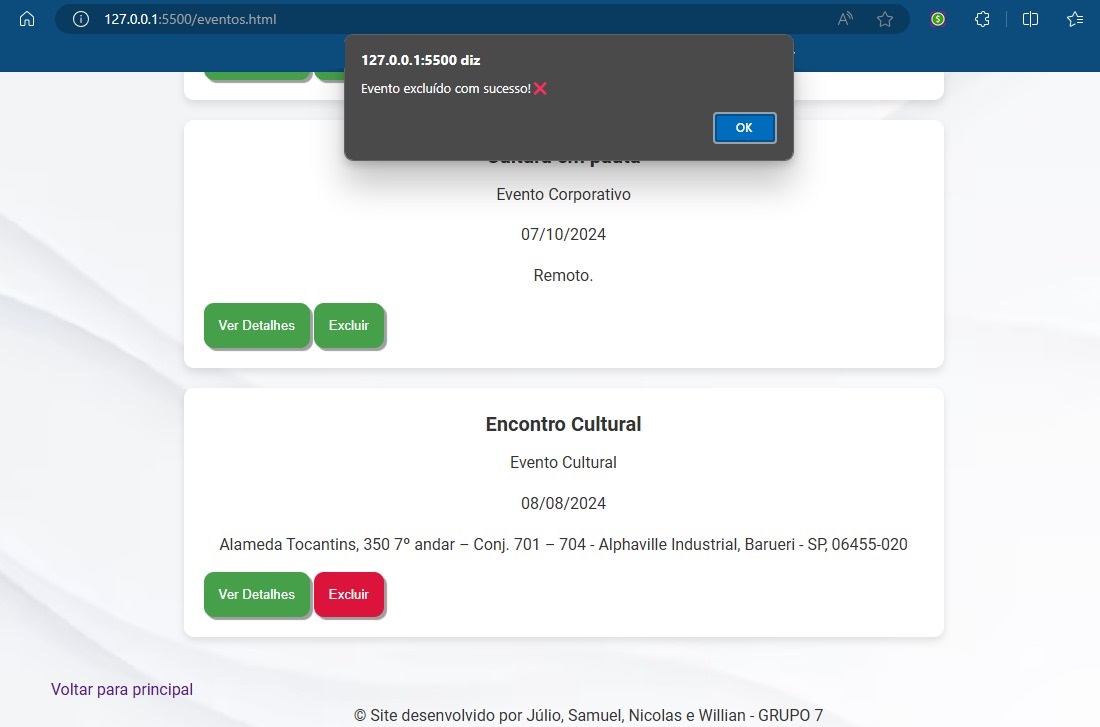 127.0.0.1:5500/eventos.html
127.0.0.1:5500 diz
Evento excluído com sucesso!❌
OK
Cultura em pauta
Evento Corporativo
07/10/2024
Remoto.
Ver Detalhes Excluir
Encontro Cultural
Evento Cultural
08/08/2024
Alameda Tocantins, 350 7º andar – Conj. 701 – 704 - Alphaville Industrial, Barueri - SP, 06455-020
Ver Detalhes Excluir
Voltar para principal
© Site desenvolvido por Júlio, Samuel, Nicolas e Willian - GRUPO 7